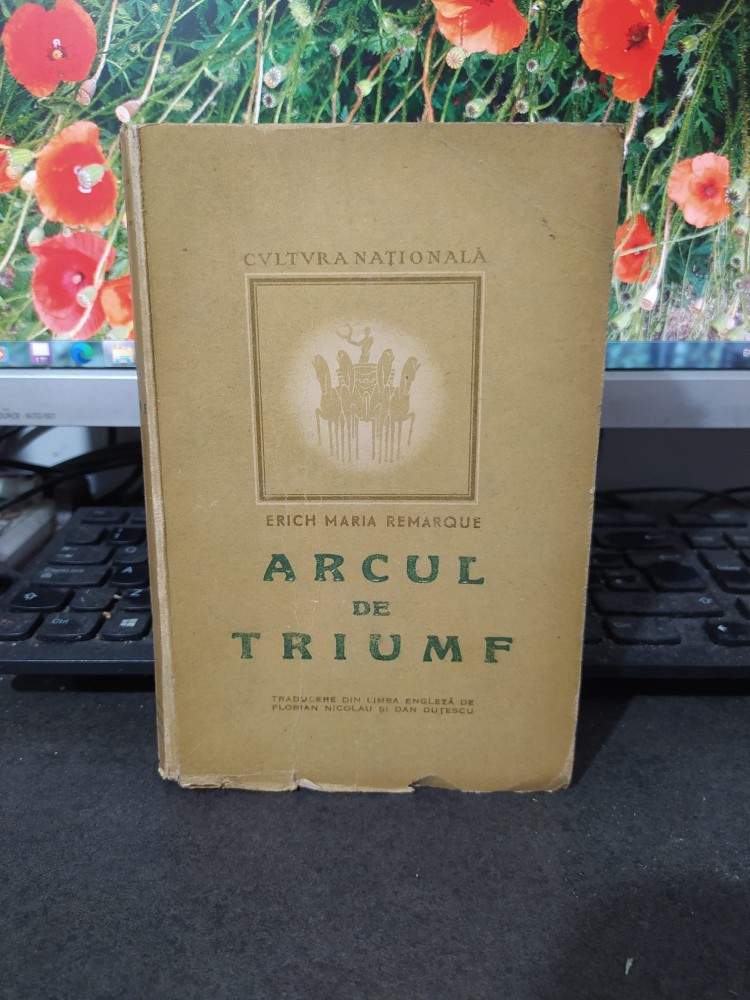 CVLTVRA NAȚIONALĂ
ERICH MARIA REMARQUE
ARCUL
DE
TRIUMF
TRADUCERE DIN LIMBA ENGLEZĂ DE
FLORIAN NICOLAU ȘI DAN DUȚESCU